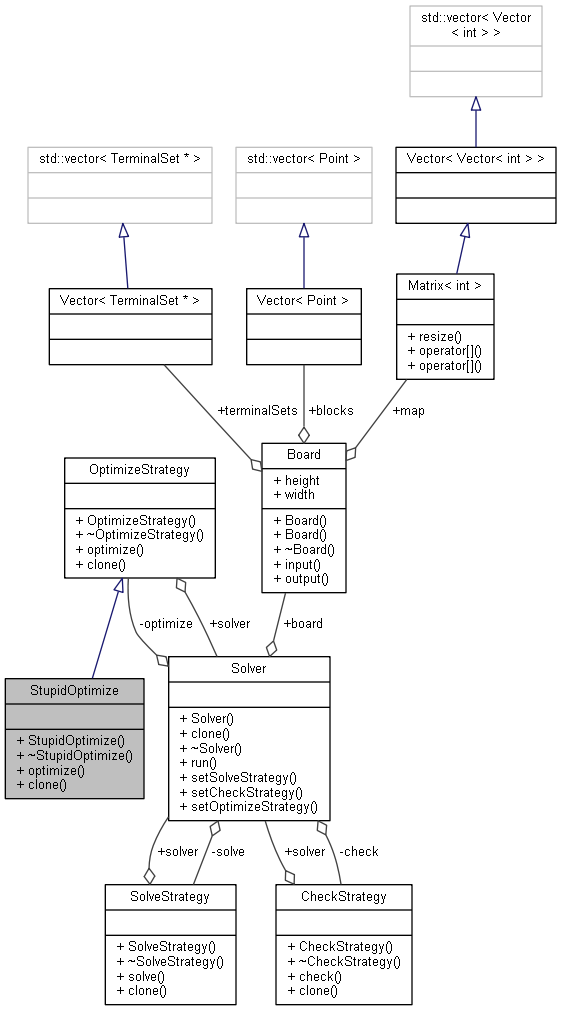 std::vector< Vector
< int > >
std::vector< TerminalSet * >
std::vector< Point >
Vector< Vector< int > >
Vector< TerminalSet * >
Vector< Point >
Matrix< int >
+ resize()
+ operator[]()
+ operator[]()
+terminalSets
+blocks
+map
OptimizeStrategy
+ OptimizeStrategy()
+ ~OptimizeStrategy()
+ optimize()
+ clone()
Board
+ height
+ width
+ Board()
+ Board()
+ ~Board()
+ input()
+ output()
-optimize
+solver
+board
StupidOptimize
+ StupidOptimize()
+ ~StupidOptimize()
+ optimize()
+ clone()
Solver
+ Solver()
+ clone()
+ ~Solver()
+ run()
+ setSolveStrategy()
+ setCheckStrategy()
+ setOptimizeStrategy()
+solver
-solve
+solver
-check
SolveStrategy
+ SolveStrategy()
+ ~SolveStrategy()
+ solve()
+ clone()
CheckStrategy
+ CheckStrategy()
+ ~CheckStrategy()
+ check()
+ clone()